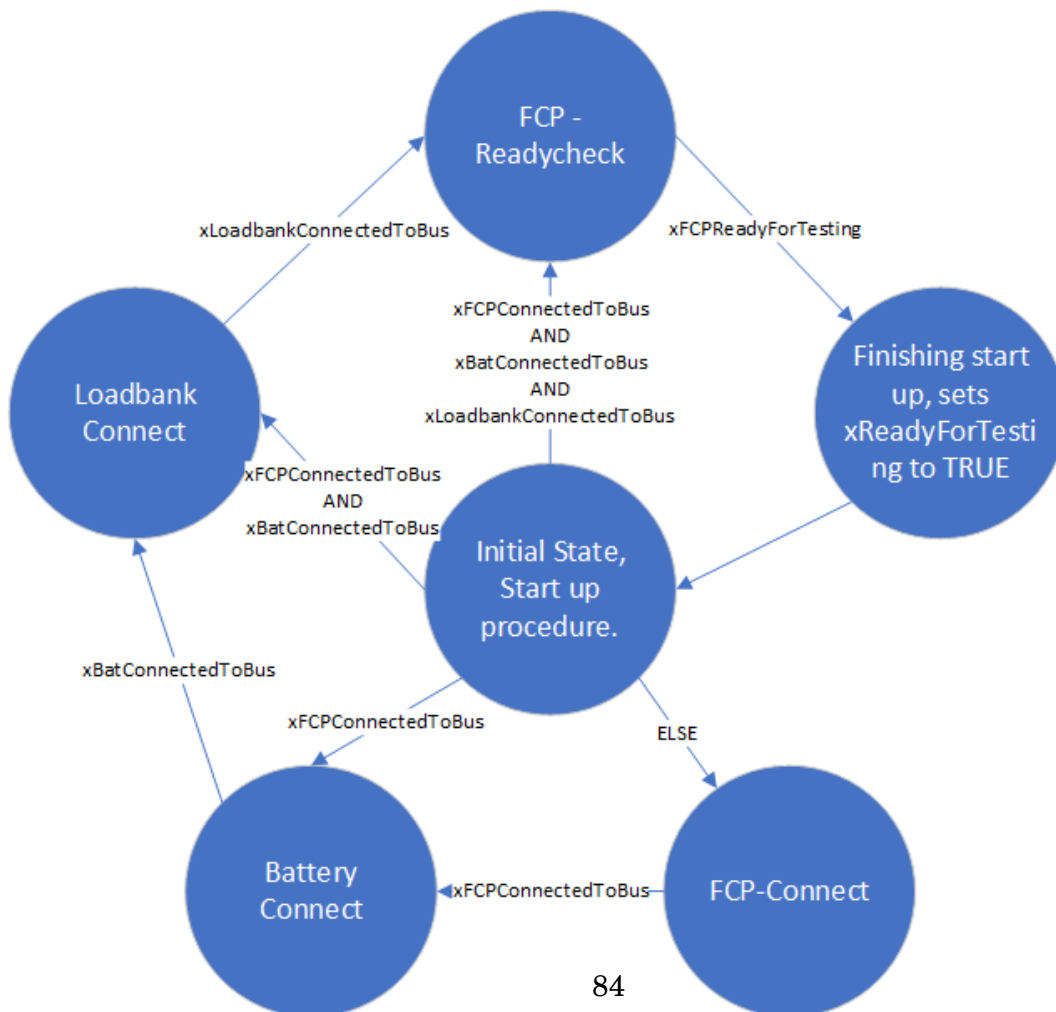 FCP -
Readycheck
xLoadbankConnectedToBus
xFCPReadyForTesting
xFCPConnectedToBus
AND
xBatConnectedToBus
AND
xLoadbankConnectedToBus
Loadbank
Connect
Finishing start
up, sets
xReadyForTesti
ng to TRUE
xFCPConnectedToBus
AND
xBatConnectedToBus
Initial State,
Start up
procedure.
xBatConnectedToBus
xFCPConnectedToBus
ELSE
Battery
Connect
xFCPConnectedToBus
FCP-Connect
84